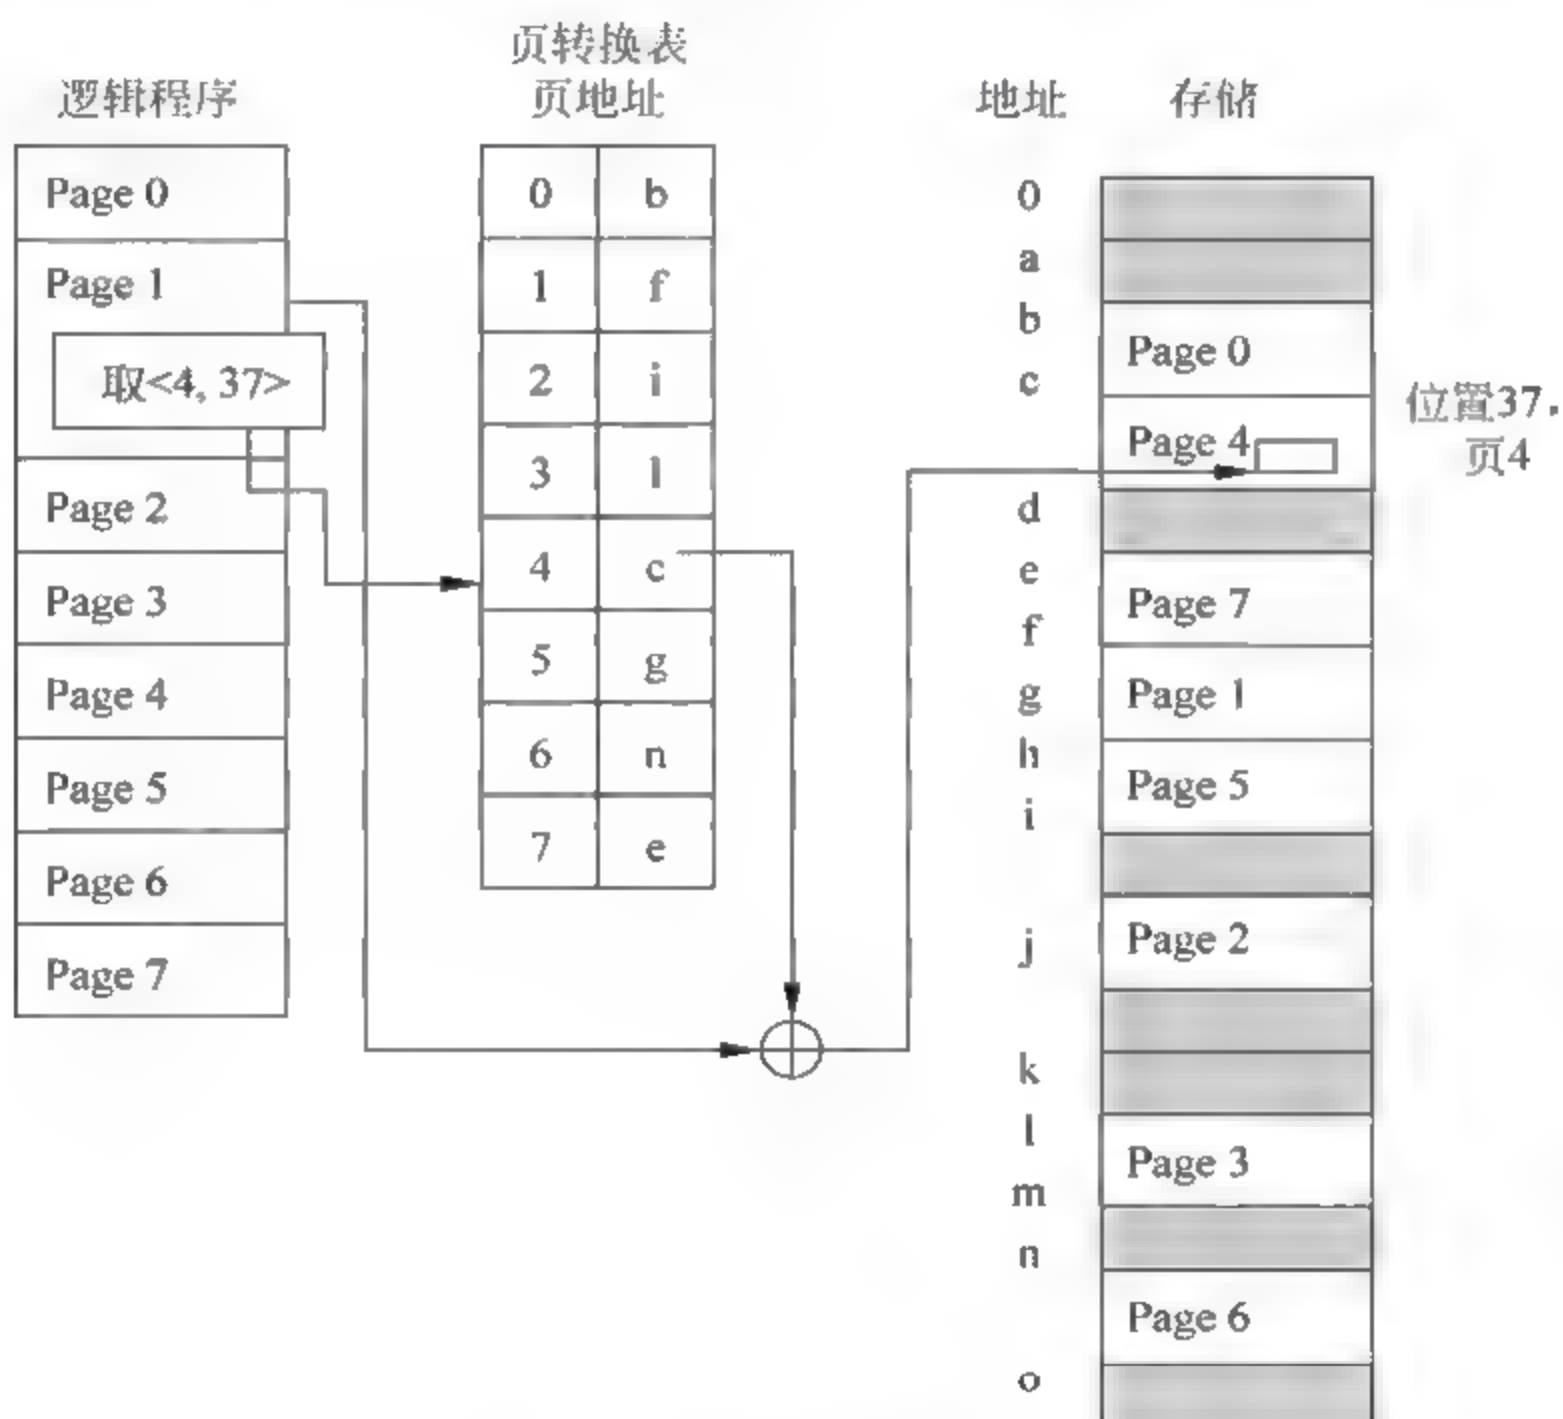 页转换表
逻辑程序
页地址
地址
存储
Page 0
Page 1
取<4, 37>
Page 2
Page 3
Page 4
Page 5
Page 6
Page 7
0 b
1 f
2 i
3 l
4 c
5 g
6 n
7 e
0
a
b
c
d
e
f
g
h
i
j
k
l
m
n
o
Page 0
Page 4
Page 7
Page 1
Page 5
Page 2
Page 3
Page 6
位置37.
页4